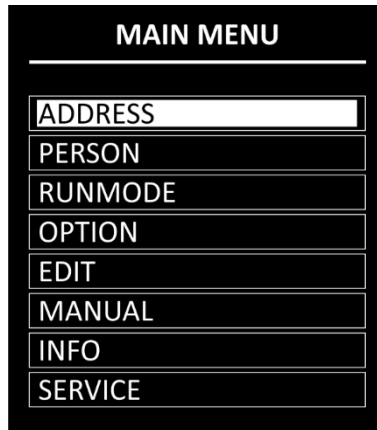 MAIN MENU
ADDRESS
PERSON
RUNMODE
OPTION
EDIT
MANUAL
INFO
SERVICE